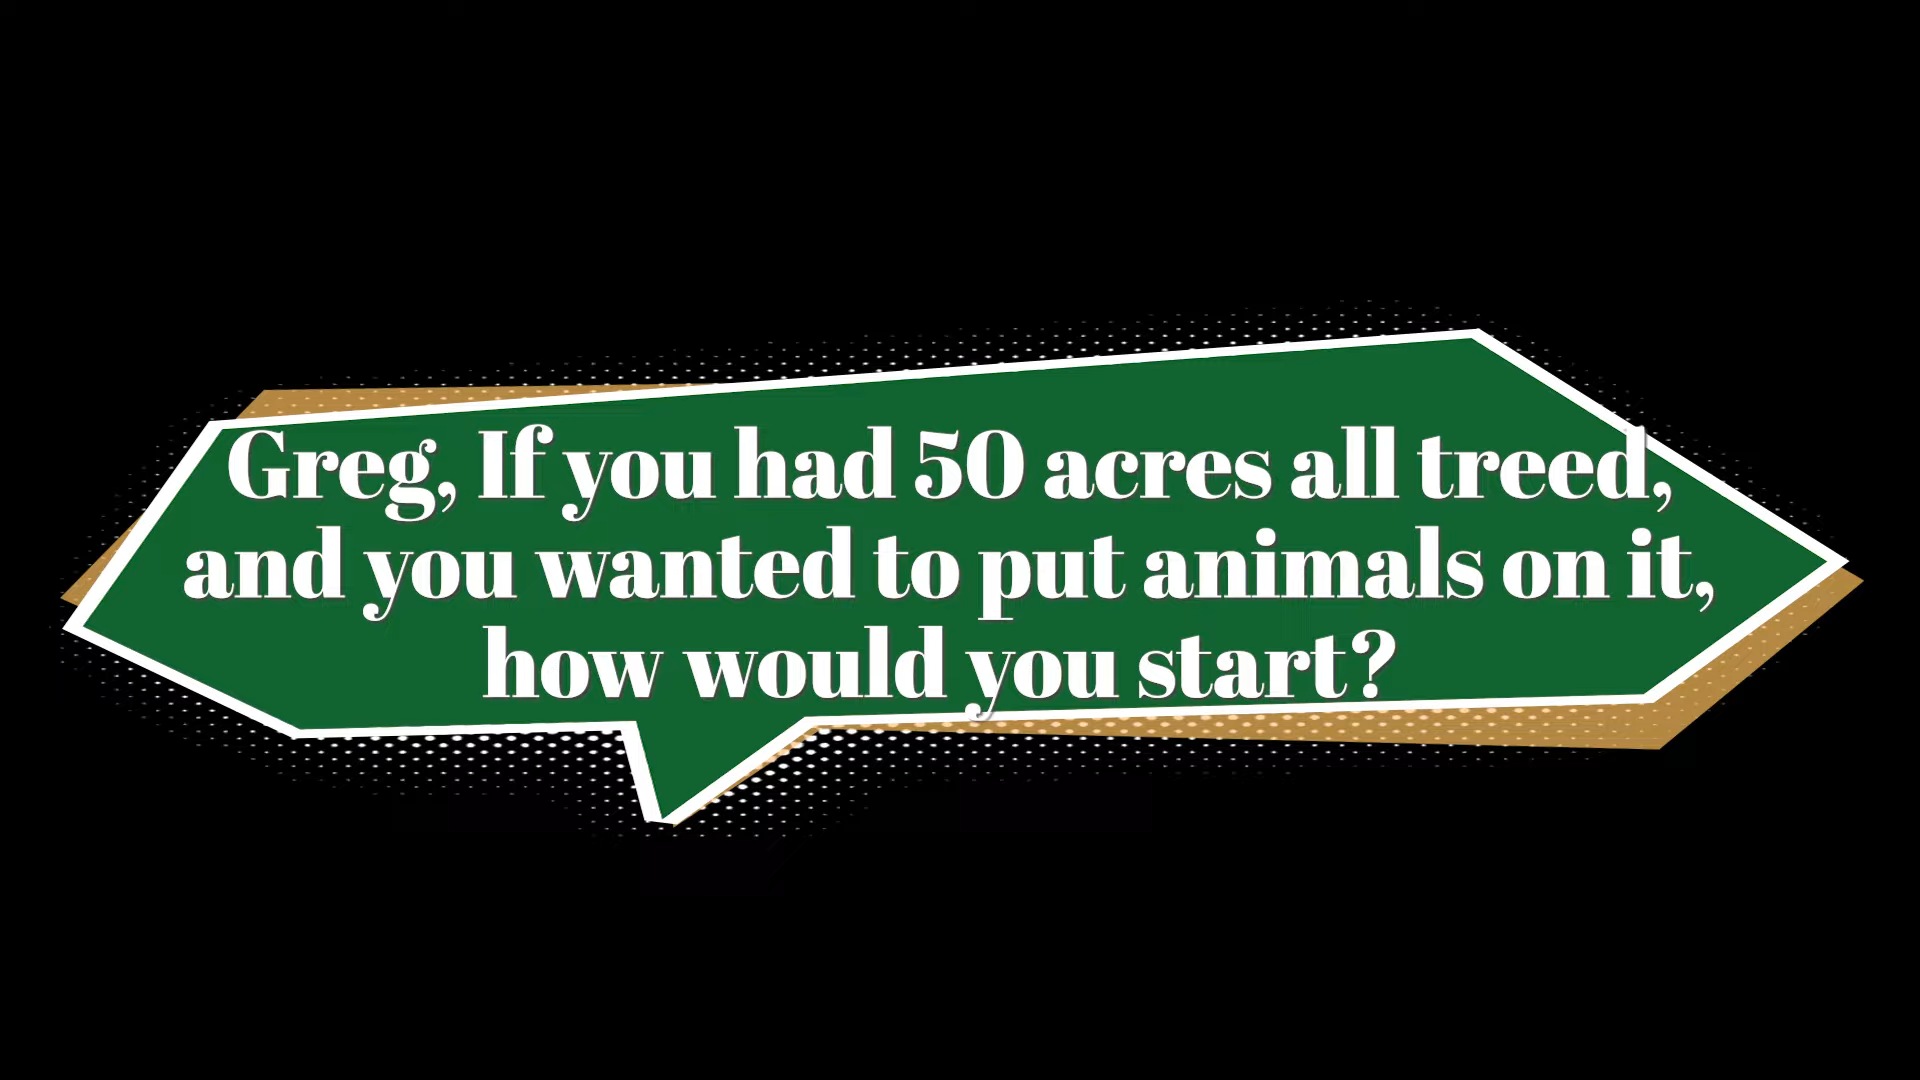 Greg, If you had 50 acres all treed,
and you wanted to put animals on it,
how would you start?